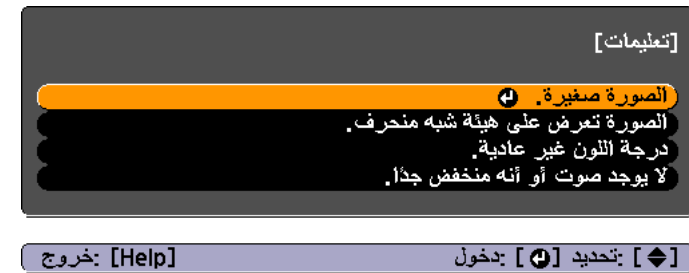 [تعليمات]
الصورة صغيرة.
الصورة تعرض على هيئة شبه منحرف.
درجة اللون غير عادية.
لا يوجد صوت أو أنه منخفض جدًا.
[◆] :تحديد [↵] :دخول [Help] :خروج